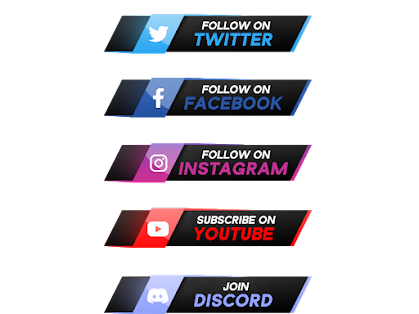 FOLLOW ON
TWITTER
FOLLOW ON
FACEBOOK
FOLLOW ON
INSTAGRAM
SUBSCRIBE ON
YOUTUBE
JOIN
DISCORD